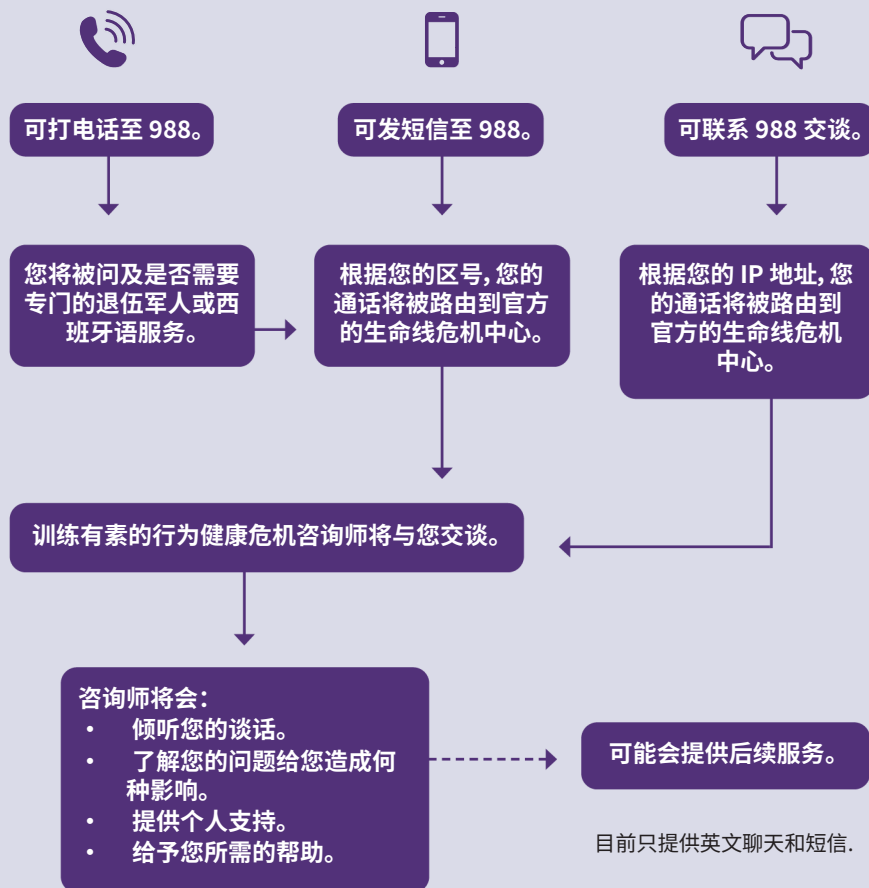 可打电话至 988。
可发短信至 988。
可联系 988 交谈。
您将被问及是否需要
专门的退伍军人或西
班牙语服务。
根据您的区号, 您的
通话将被路由到官方
的生命线危机中心。
根据您的 IP 地址, 您
的通话将被路由到
官方的生命线危机
中心。
训练有素的行为健康危机咨询师将与您交谈。
咨询师将会：
• 倾听您的谈话。
• 了解您的问题给您造成何
种影响。
• 提供个人支持。
• 给予您所需的帮助。
可能会提供后续服务。
目前只提供英文聊天和短信.